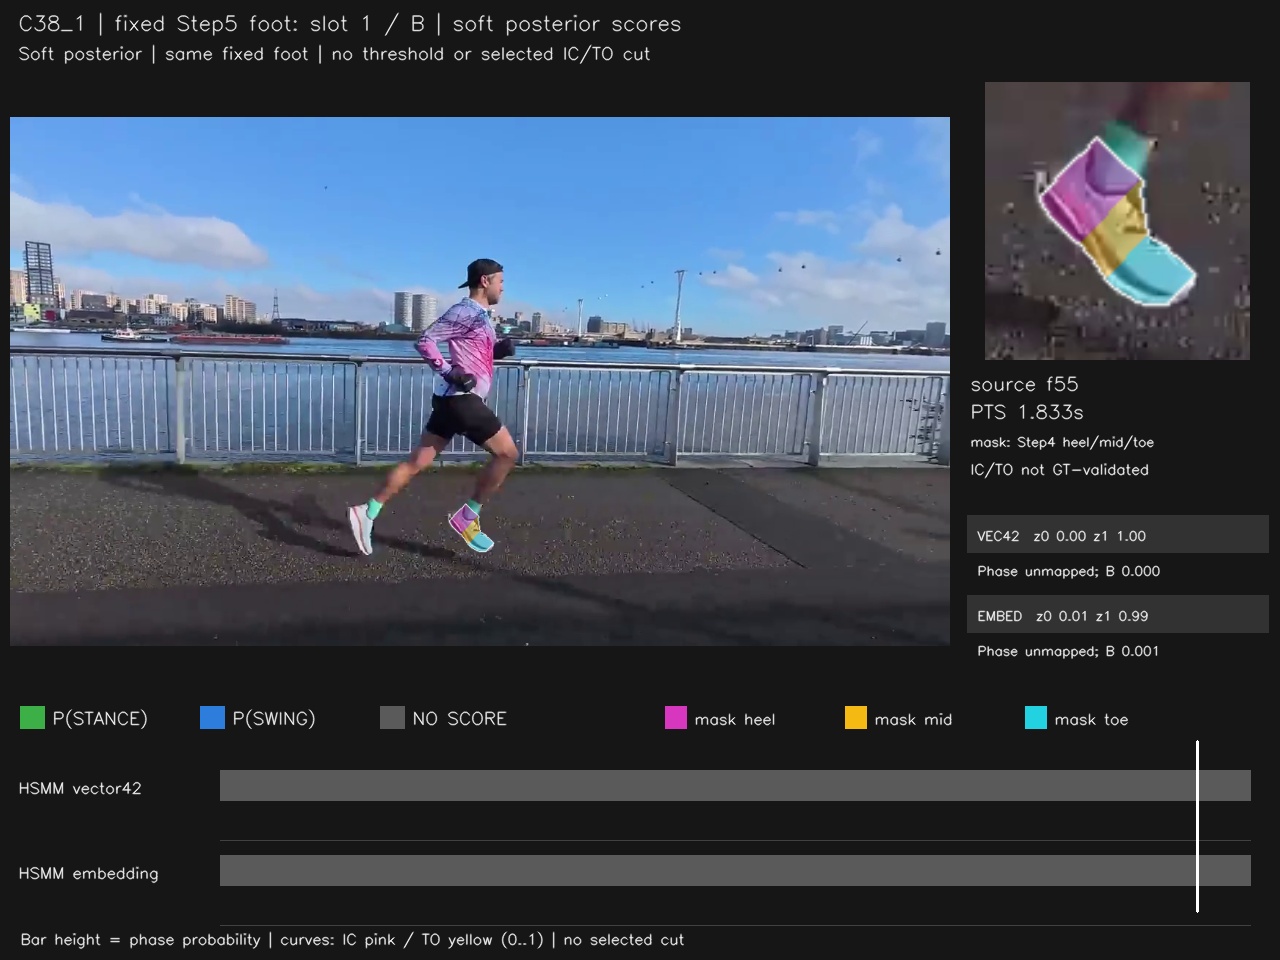 C38_1 | fixed Step5 foot: slot 1 / B | soft posterior scores
Soft posterior | same fixed foot | no threshold or selected IC/TO cut
source f55
PTS 1.833s
mask: Step4 heel/mid/toe
IC/TO not GT-validated
VEC42 z0 0.00 z1 1.00
Phase unmapped; B 0.000
EMBED z0 0.01 z1 0.99
Phase unmapped; B 0.001
P(STANCE) P(SWING) NO SCORE mask heel mask mid mask toe
HSMM vector42
HSMM embedding
Bar height = phase probability | curves: IC pink / TO yellow (0..1) | no selected cut